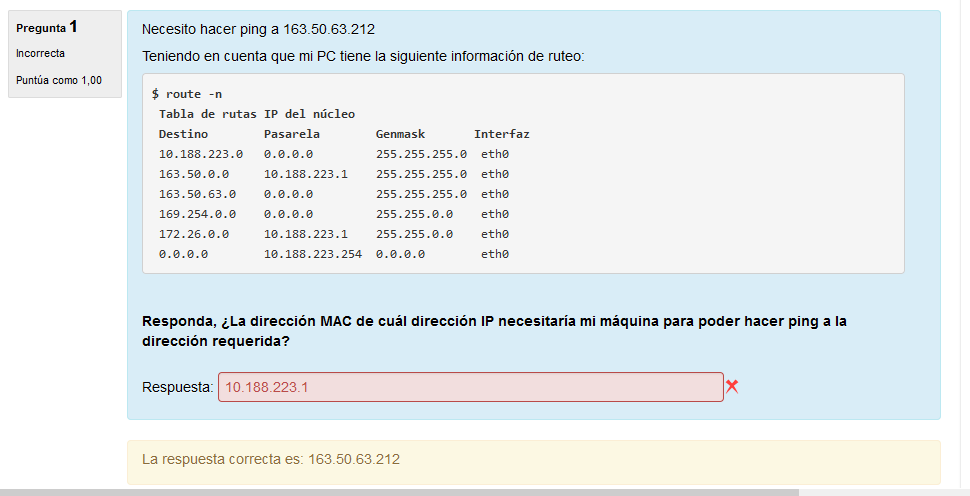 Pregunta 1
Incorrecta
Puntúa como 1,00
Necesito hacer ping a 163.50.63.212
Teniendo en cuenta que mi PC tiene la siguiente información de ruteo:
$ route -n
Tabla de rutas IP del núcleo
Destino Pasarela Genmask Interfaz
10.188.223.0 0.0.0.0 255.255.255.0 eth0
163.50.0.0 10.188.223.1 255.255.255.0 eth0
163.50.63.0 0.0.0.0 255.255.255.0 eth0
169.254.0.0 0.0.0.0 255.255.0.0 eth0
172.26.0.0 10.188.223.1 255.255.0.0 eth0
0.0.0.0 10.188.223.254 0.0.0.0 eth0
Responda, ¿La dirección MAC de cuál dirección IP necesitaría mi máquina para poder hacer ping a la
dirección requerida?
Respuesta: 10.188.223.1
La respuesta correcta es: 163.50.63.212